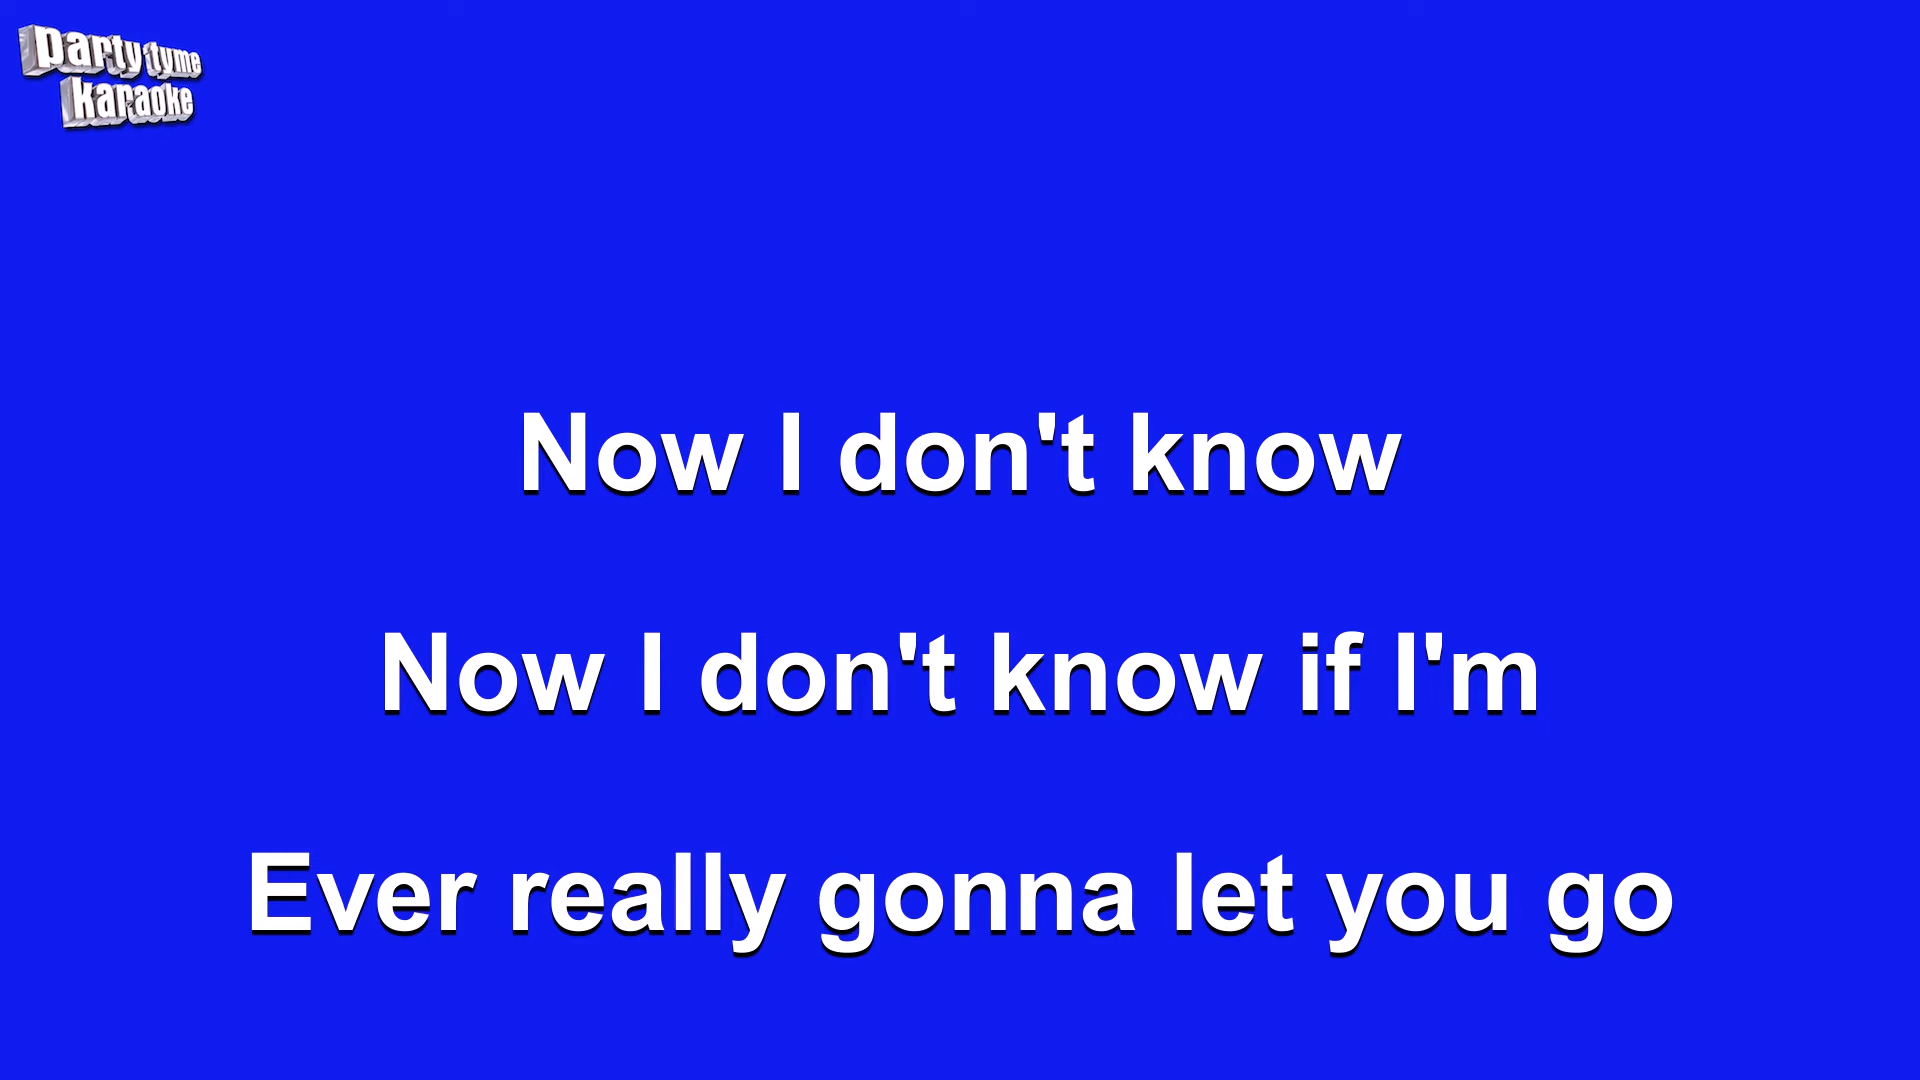 party tyme
karaoke
Now I don't know
Now I don't know if I'm
Ever really gonna let you go